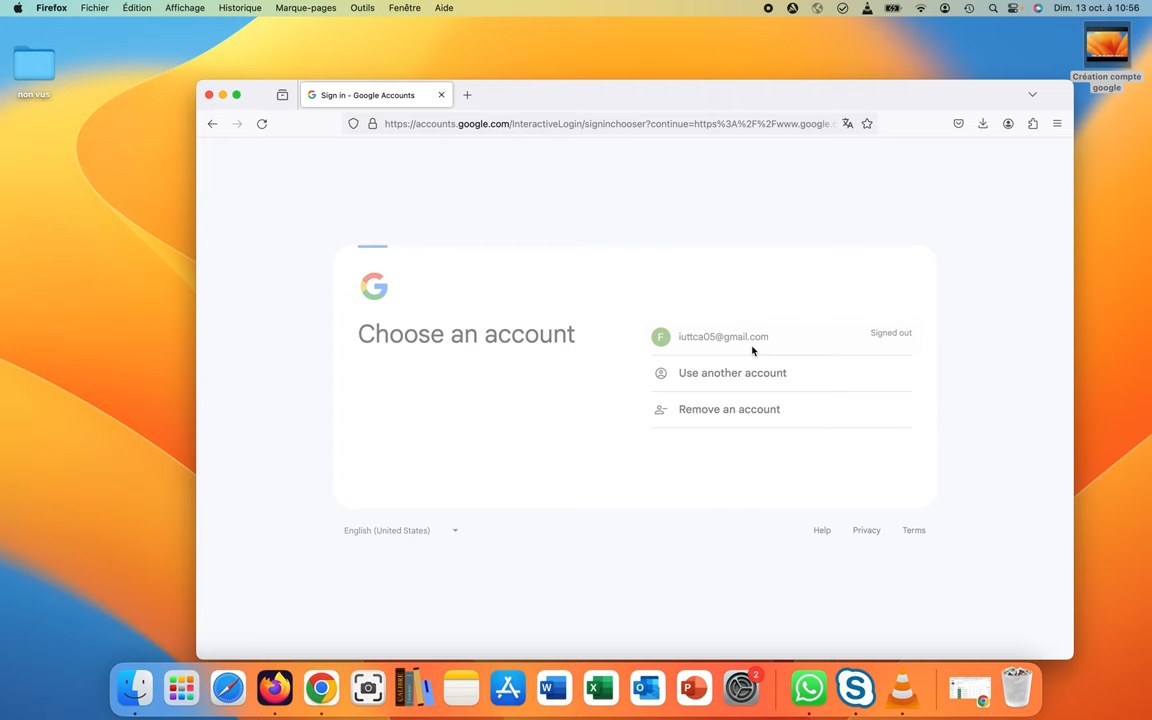 Firefox Fichier Édition Affichage Historique Marque-pages Outils Fenêtre Aide Dim. 13 oct. à 10:56
non vus
Création compte
google
Sign in - Google Accounts
https://accounts.google.com/InteractiveLogin/signinchooser?continue=https%3A%2F%2Fwww.google.c
G
Choose an account
F iuttca05@gmail.com Signed out
Use another account
Remove an account
English (United States) Help Privacy Terms
CALIBRE W X O P 2 S